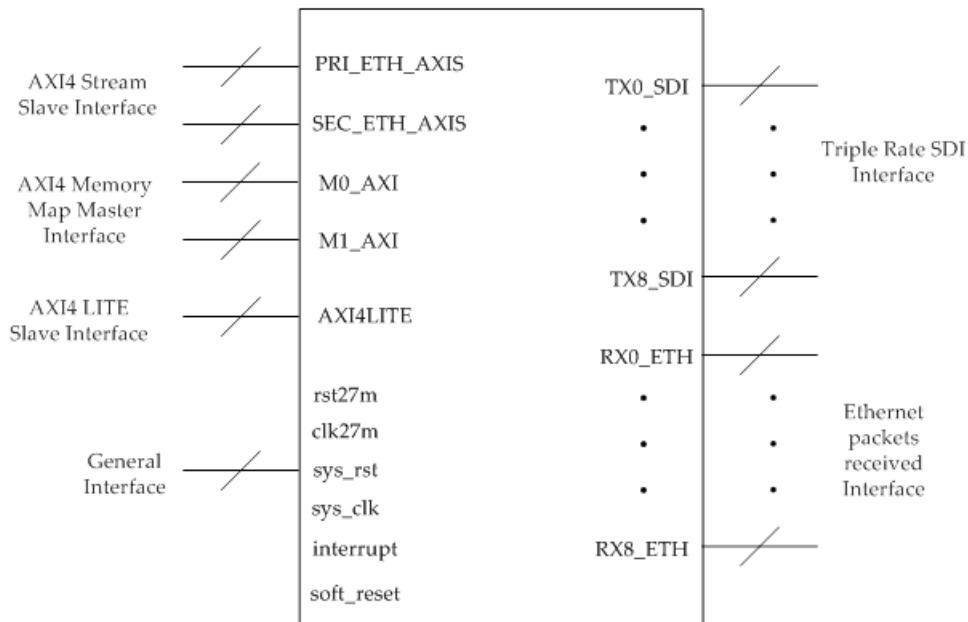 AXI4 Stream
Slave Interface
PRI_ETH_AXIS
SEC_ETH_AXIS
AXI4 Memory
Map Master
Interface
M0_AXI
M1_AXI
AXI4 LITE
Slave Interface
AXI4LITE
General
Interface
rst27m
clk27m
sys_rst
sys_clk
interrupt
soft_reset
TX0_SDI
TX8_SDI
Triple Rate SDI
Interface
RX0_ETH
RX8_ETH
Ethernet
packets
received
Interface